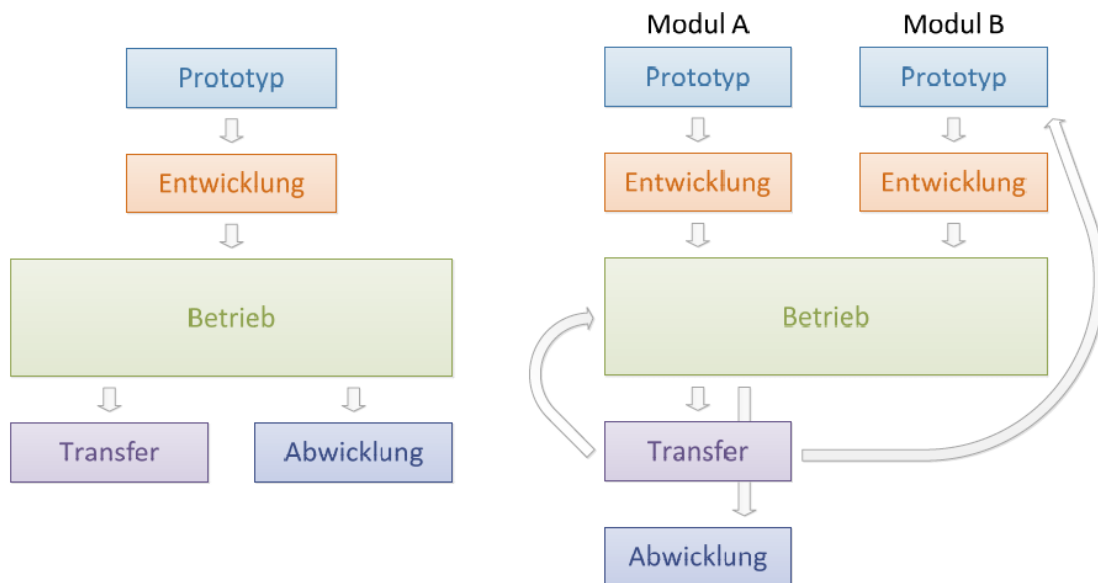 Prototyp
Entwicklung
Betrieb
Transfer
Abwicklung
Modul A
Modul B
Prototyp
Prototyp
Entwicklung
Entwicklung
Betrieb
Transfer
Abwicklung